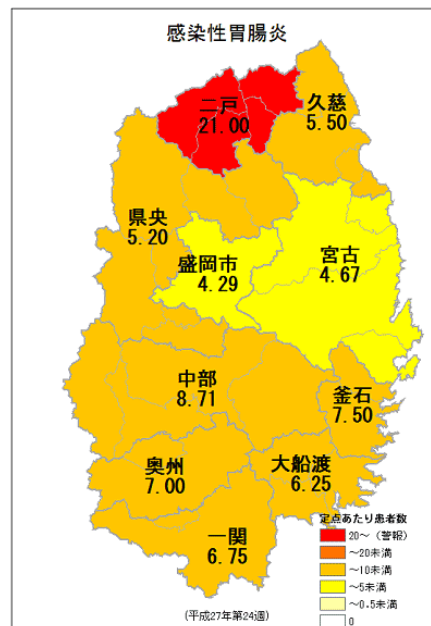 感染性胃腸炎
二戸
21.00
久慈
5.50
県央
5.20
盛岡市
4.29
宮古
4.67
中部
8.71
釜石
7.50
奥州
7.00
大船渡
6.25
一関
6.75
定点あたり患者数
20～（警報）
～20未満
～10未満
～5未満
～0.5未満
0
(平成27年第24週)